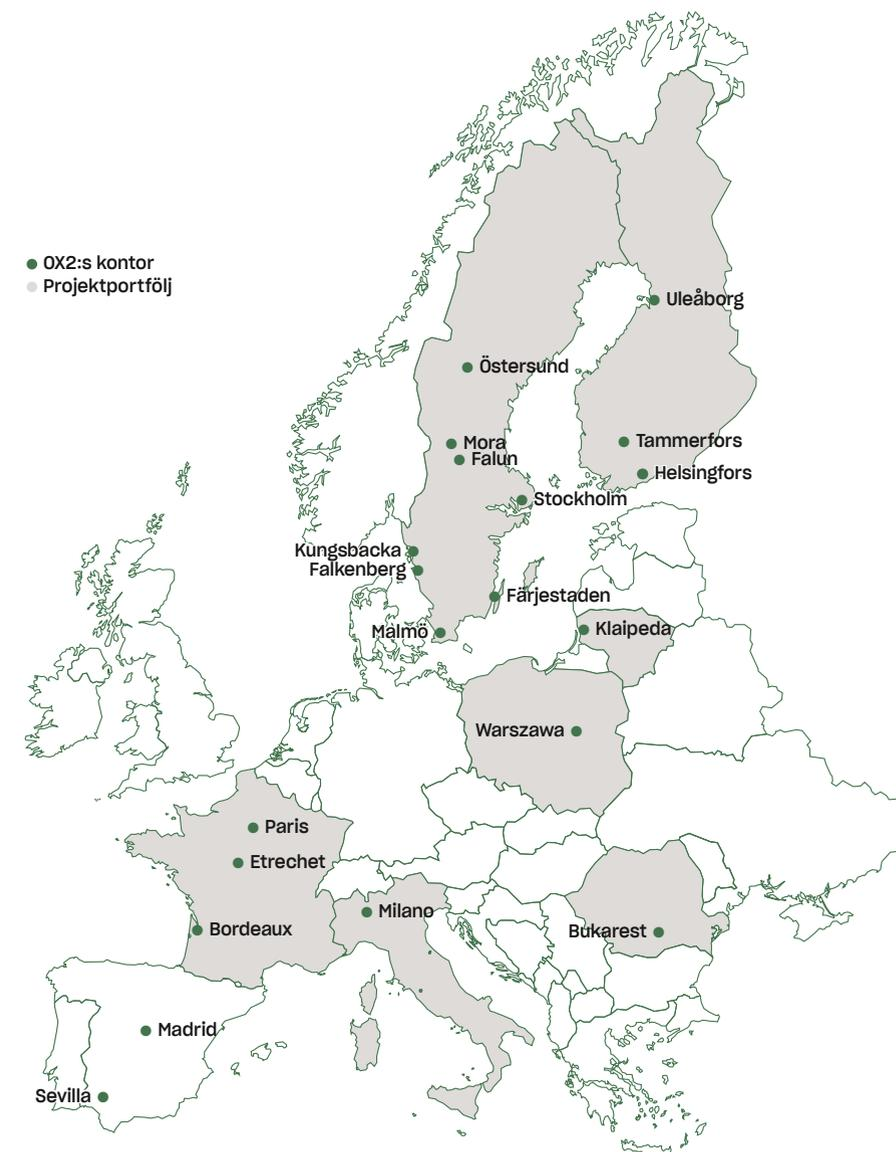 OX2:s kontor
Projektportfölj
Uleåborg
Östersund
Mora
Falun
Tammerfors
Helsingfors
Stockholm
Kungsbacka
Falkenberg
Färjestaden
Malmö
Klaipeda
Warszawa
Paris
Etrechet
Milano
Bordeaux
Bukarest
Madrid
Sevilla